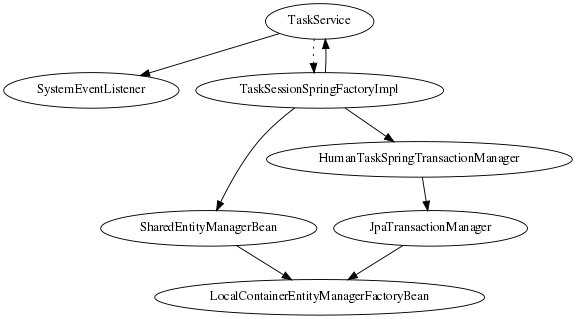 TaskService
SystemEventListener
TaskSessionSpringFactoryImpl
HumanTaskSpringTransactionManager
SharedEntityManagerBean
JpaTransactionManager
LocalContainerEntityManagerFactoryBean